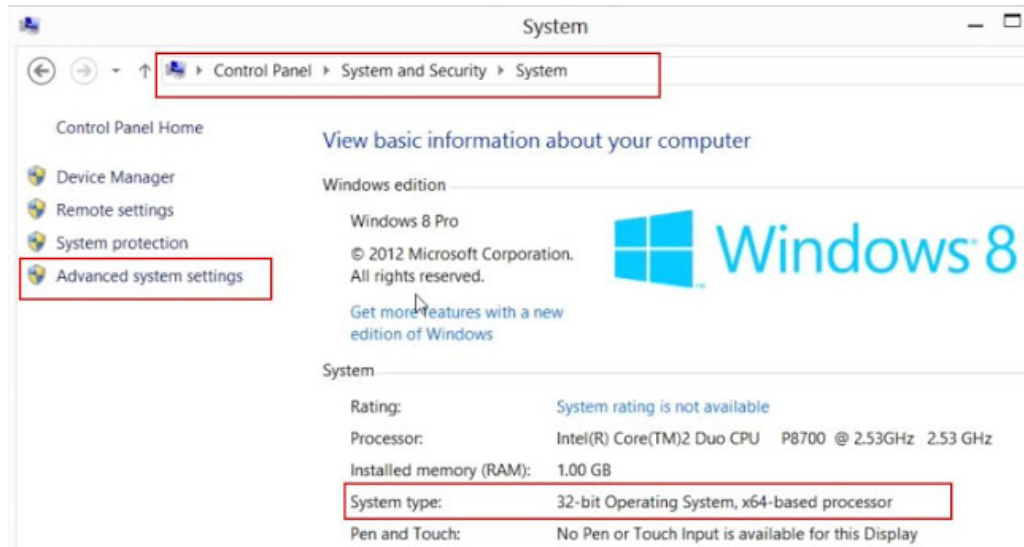 System
Control Panel System and Security System
Control Panel Home
Device Manager
Remote settings
System protection
Advanced system settings
View basic information about your computer
Windows edition
Windows 8 Pro
© 2012 Microsoft Corporation.
All rights reserved.
Get more features with a new
edition of Windows
Windows 8
System
Rating: System rating is not available
Processor: Intel(R) Core(TM)2 Duo CPU P8700 @ 2.53GHz 2.53 GHz
Installed memory (RAM): 1.00 GB
System type: 32-bit Operating System, x64-based processor
Pen and Touch: No Pen or Touch Input is available for this Display